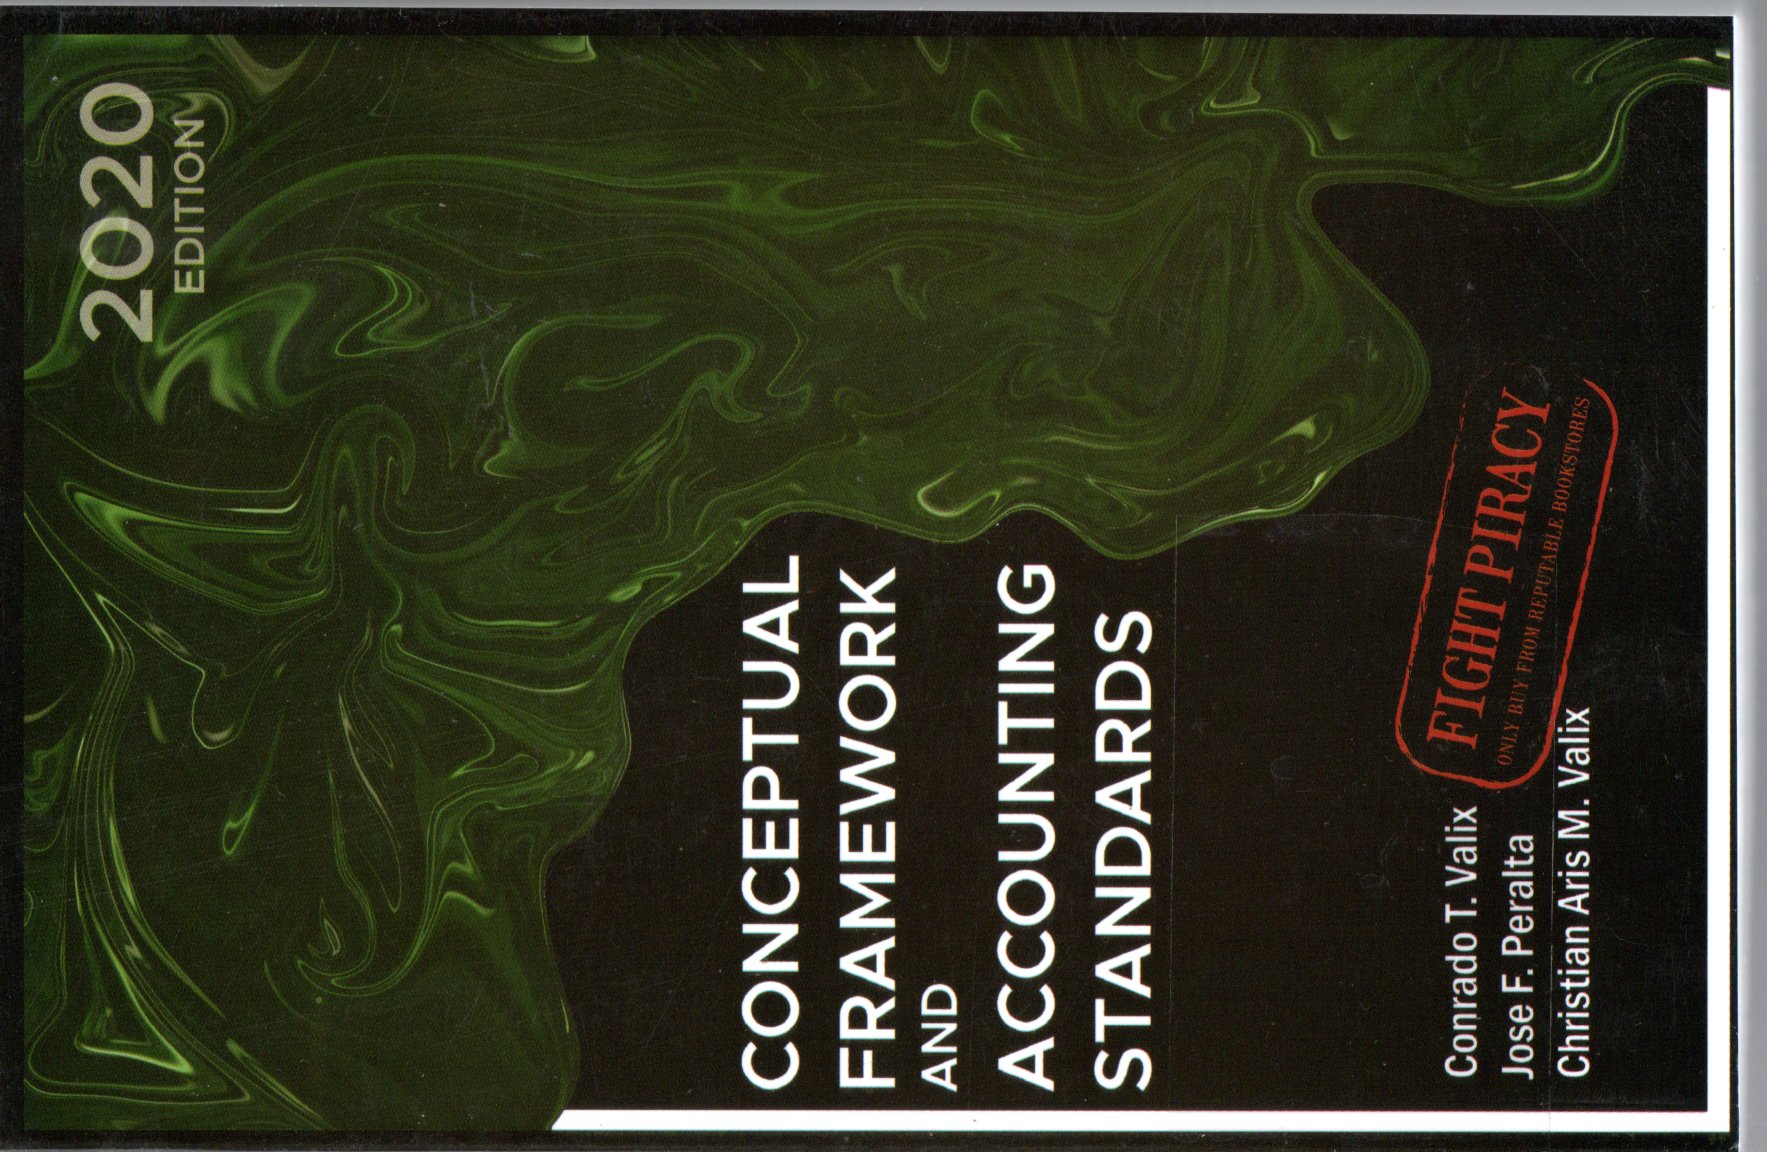 2020
EDITION
CONCEPTUAL
FRAMEWORK
AND
ACCOUNTING
STANDARDS
Conrado T. Valix
Jose F. Peralta
Christian Aris M. Valix
FIGHT PIRACY
ONLY BUY FROM REPUTABLE BOOKSTORES